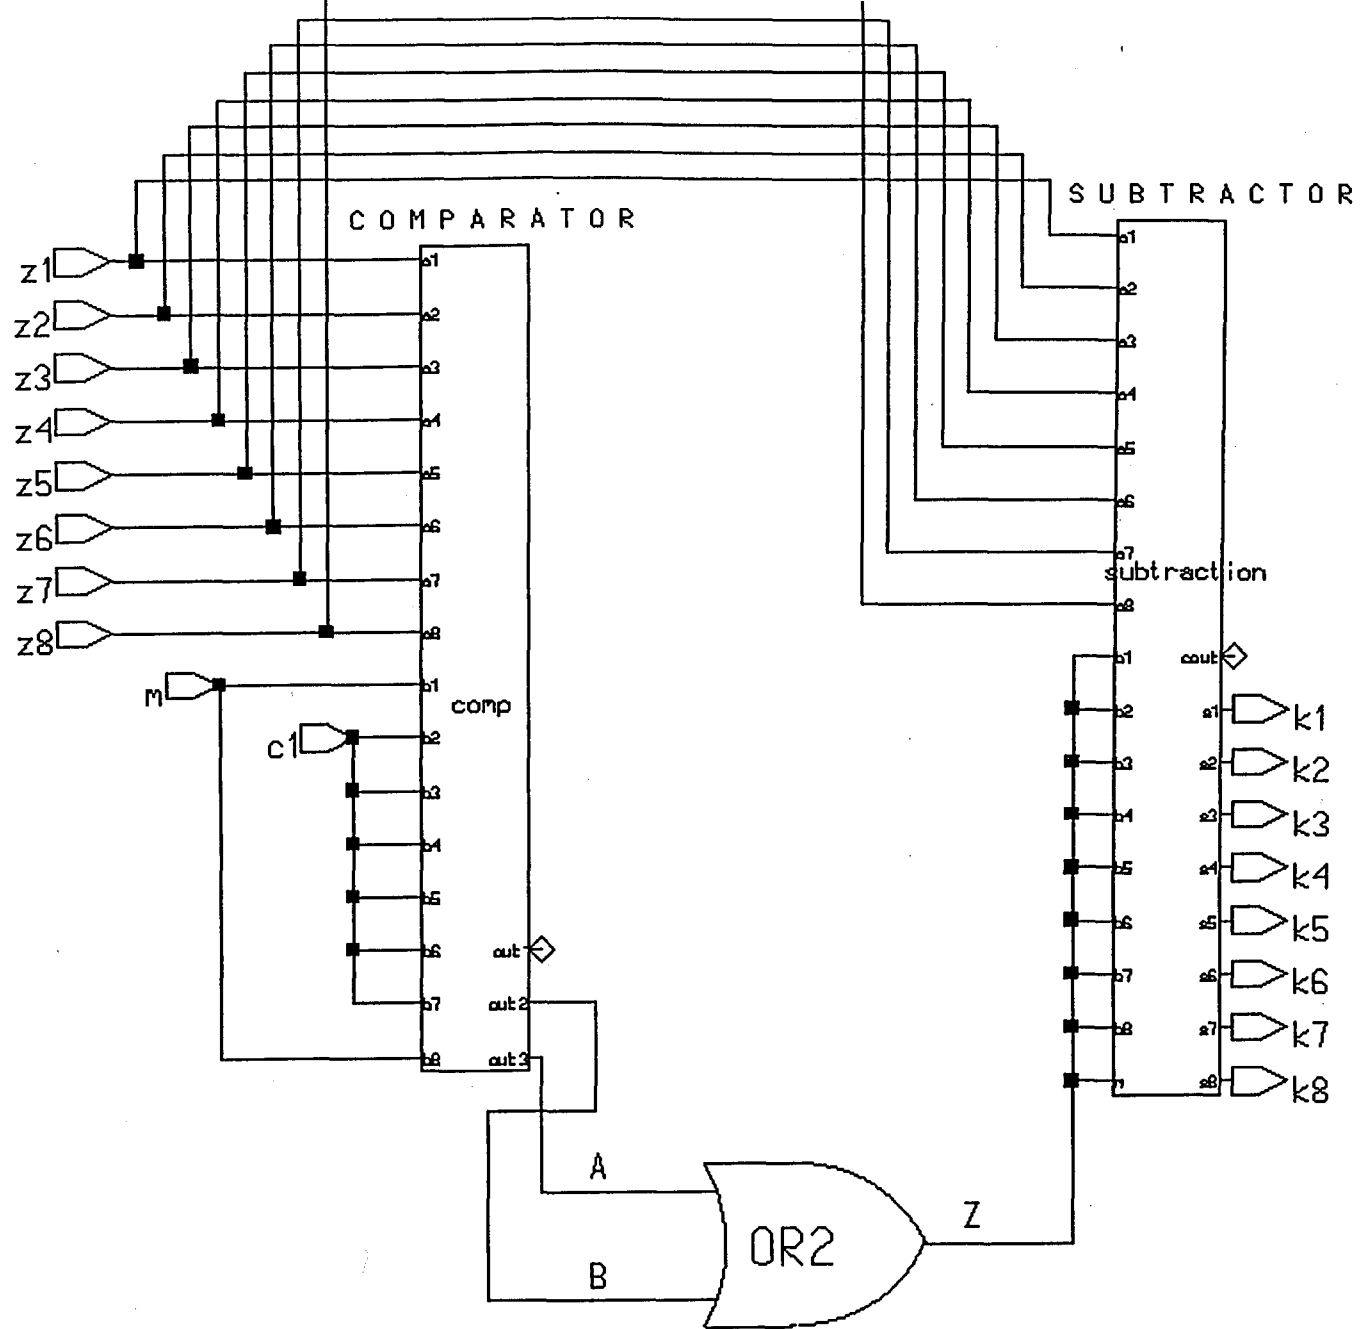 SUBTRACTOR
COMPARATOR
z1
z2
z3
z4
z5
z6
z7
z8
m
c1
a1
a2
a3
a4
a5
a6
a7
a8
b1
comp
b2
b3
b4
b5
b6
out
b7
out2
b8
out3
a1
a2
a3
a4
a5
a6
a7
subtraction
a8
b1
cout
b2
s1
k1
b3
s2
k2
b4
s3
k3
b5
s4
k4
b6
s5
k5
b7
s6
k6
b8
s7
k7
s8
k8
A
B
OR2
Z